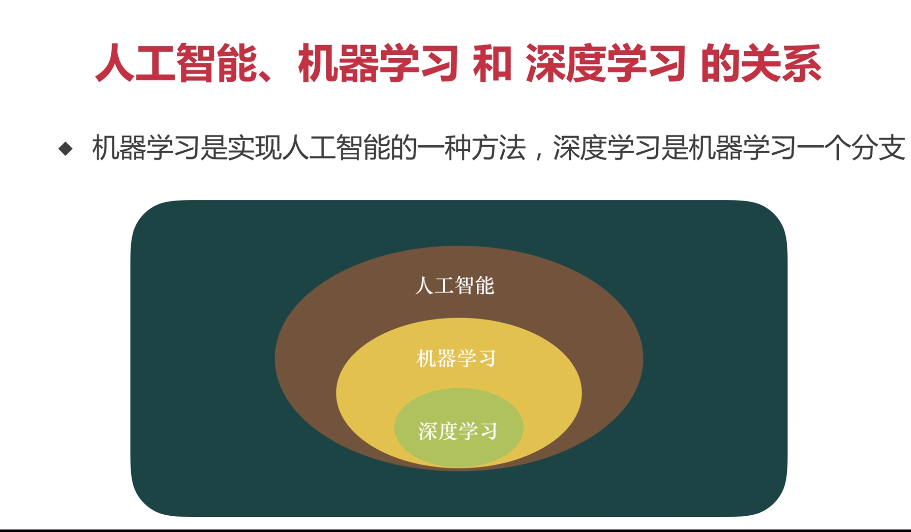 人工智能、机器学习 和 深度学习 的关系
◆ 机器学习是实现人工智能的一种方法，深度学习是机器学习一个分支
人工智能
机器学习
深度学习